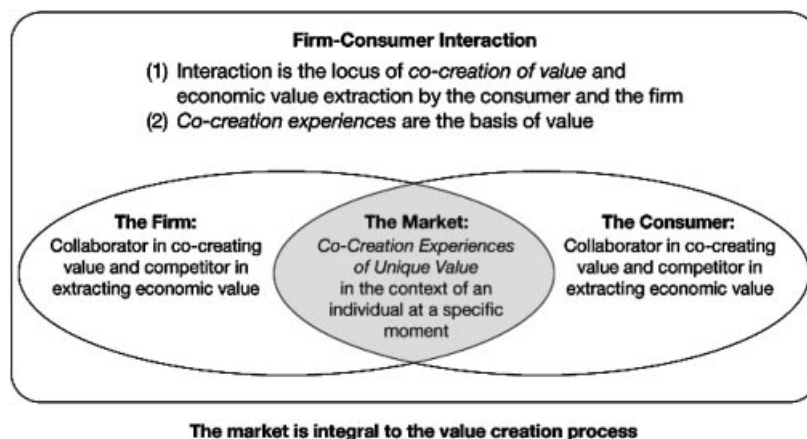 Firm-Consumer Interaction
(1) Interaction is the locus of co-creation of value and
economic value extraction by the consumer and the firm
(2) Co-creation experiences are the basis of value
The Firm:
Collaborator in co-creating
value and competitor in
extracting economic value
The Market:
Co-Creation Experiences
of Unique Value
in the context of an
individual at a specific
moment
The Consumer:
Collaborator in co-creating
value and competitor in
extracting economic value
The market is integral to the value creation process